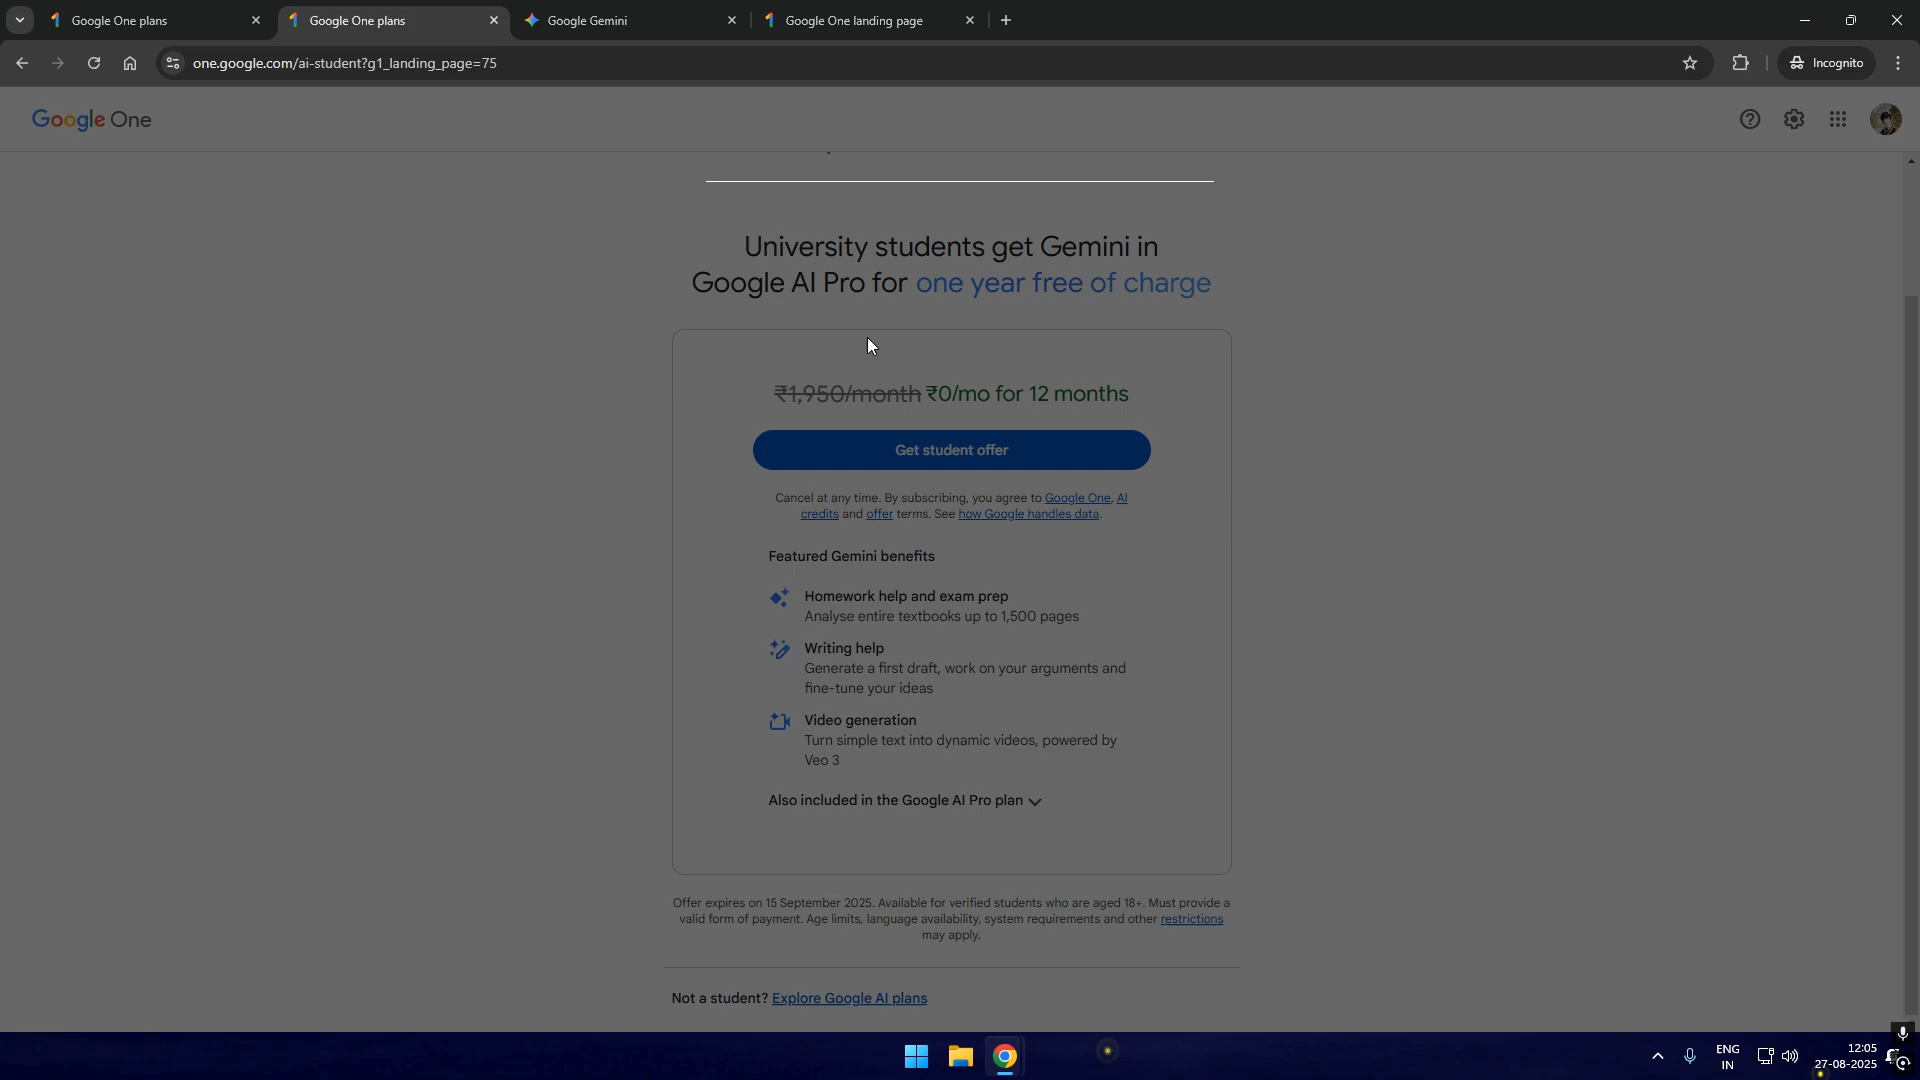 Google One plans
Google One plans
Google Gemini
Google One landing page
one.google.com/ai-student?g1_landing_page=75
Incognito
Google One
University students get Gemini in
Google AI Pro for one year free of charge
₹1,950/month ₹0/mo for 12 months
Get student offer
Cancel at any time. By subscribing, you agree to Google One, AI
credits and offer terms. See how Google handles data.
Featured Gemini benefits
Homework help and exam prep
Analyse entire textbooks up to 1,500 pages
Writing help
Generate a first draft, work on your arguments and
fine-tune your ideas
Video generation
Turn simple text into dynamic videos, powered by
Veo 3
Also included in the Google AI Pro plan
Offer expires on 15 September 2025. Available for verified students who are aged 18+. Must provide a
valid form of payment. Age limits, language availability, system requirements and other restrictions
may apply.
Not a student? Explore Google AI plans
ENG
IN
12:05
27-08-2025